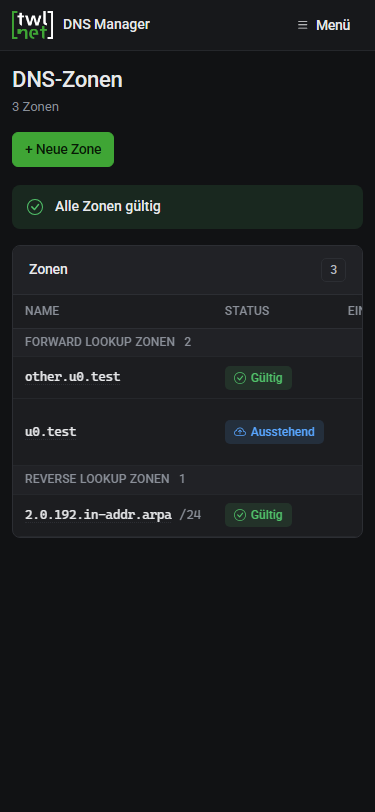 twl
net
DNS Manager
Menü
DNS-Zonen
3 Zonen
+ Neue Zone
Alle Zonen gültig
Zonen 3
NAME STATUS EIN
FORWARD LOOKUP ZONEN 2
other.u0.test Gültig
u0.test Ausstehend
REVERSE LOOKUP ZONEN 1
2.0.192.in-addr.arpa /24 Gültig